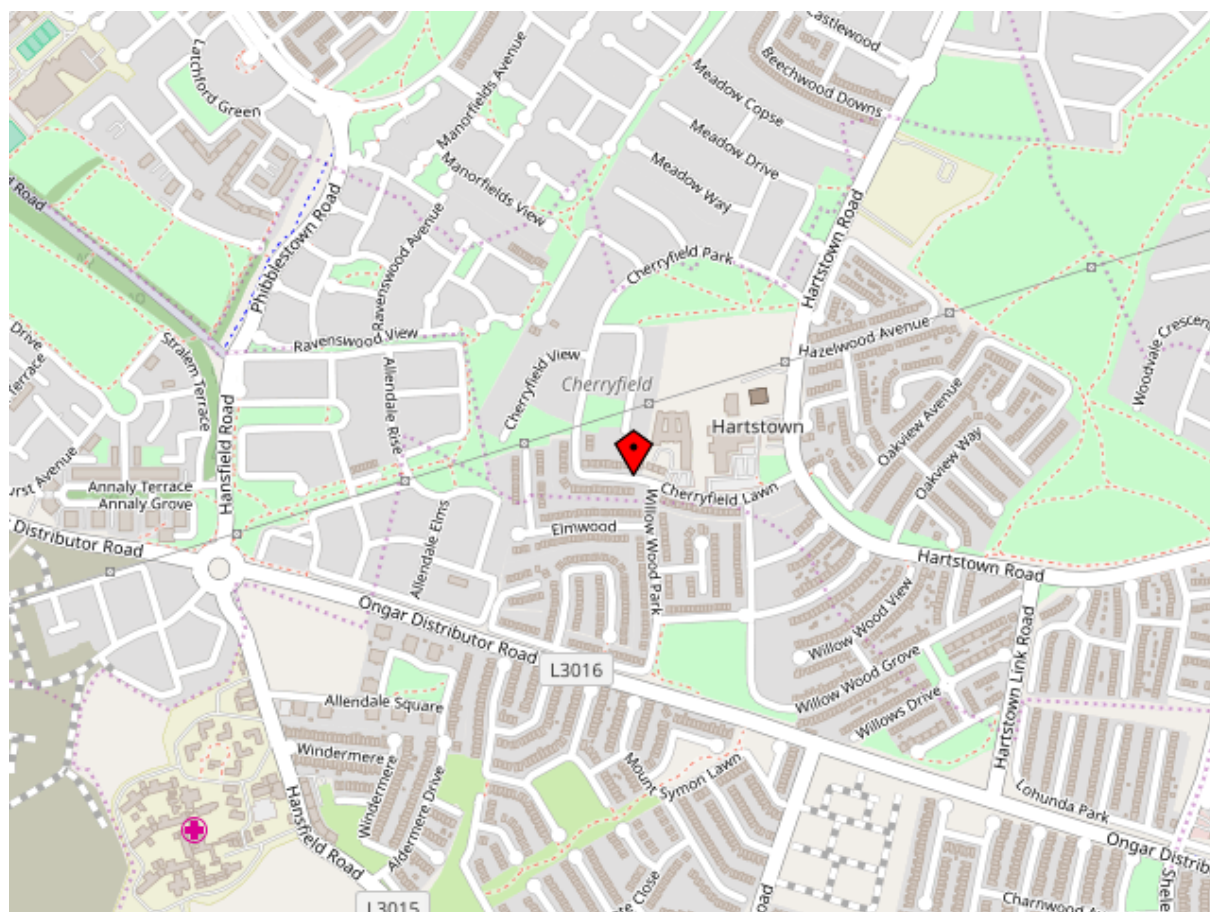 Castlewood
Latchford Green
Manorfields Avenue
Beechwood Downs
Meadow Copse
Meadow Drive
Manorfields View
Meadow Way
Road
Phibblestown Road
Ravenswood Avenue
Cherryfield Park
Hartstown Road
Drive
Terrace
Stralem Terrace
Ravenswood View
Hazelwood Avenue
Woodvale Crescen
Cherryfield View
Cherryfield
Allendale Rise
Oakview Avenue
Hansfield Road
Hartstown
Oakview Way
Avenue
Annaly Terrace
Annaly Grove
Cherryfield Lawn
Distributor Road
Elmwood
Willow Wood Park
Allendale Elms
Hartstown Road
Ongar Distributor Road
Willow Wood View
L3016
Willow Wood Grove
Hartstown Link Road
Allendale Square
Willows Drive
Windermere
Windermere
Mount Symon Lawn
Aldermere Drive
Lohunda Park
Hansfield Road
Ongar Distrib
Close
Road
Charnwood
L3015